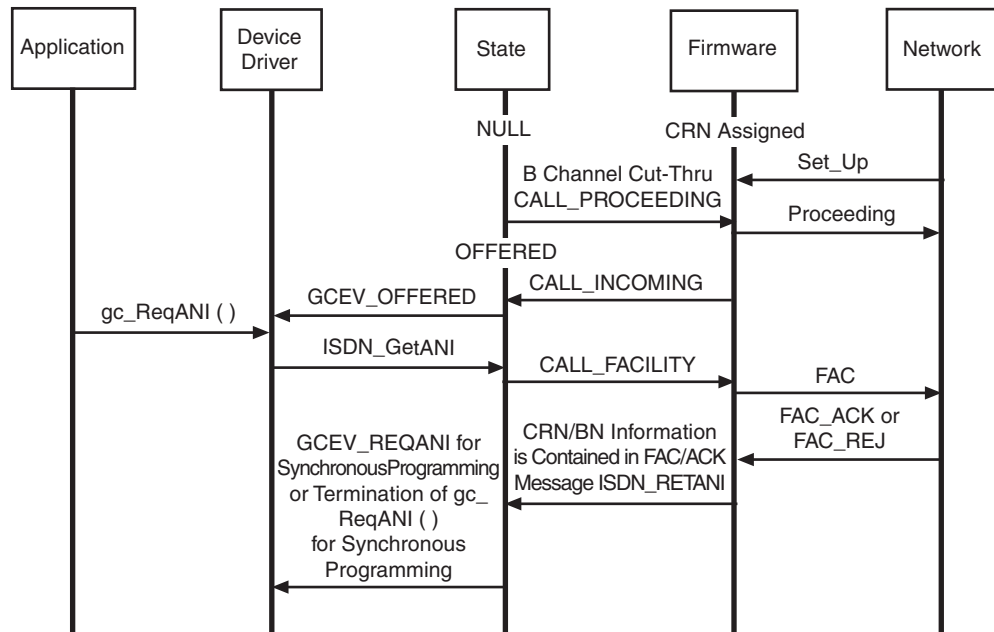 Application
Device
Driver
State
Firmware
Network
NULL
CRN Assigned
Set_Up
B Channel Cut-Thru
CALL_PROCEEDING
Proceeding
OFFERED
CALL_INCOMING
GCEV_OFFERED
gc_ReqANI ( )
ISDN_GetANI
CALL_FACILITY
FAC
FAC_ACK or
FAC_REJ
CRN/BN Information
is Contained in FAC/ACK
Message ISDN_RETANI
GCEV_REQANI for
SynchronousProgramming
or Termination of gc_
ReqANI ( )
for Synchronous
Programming